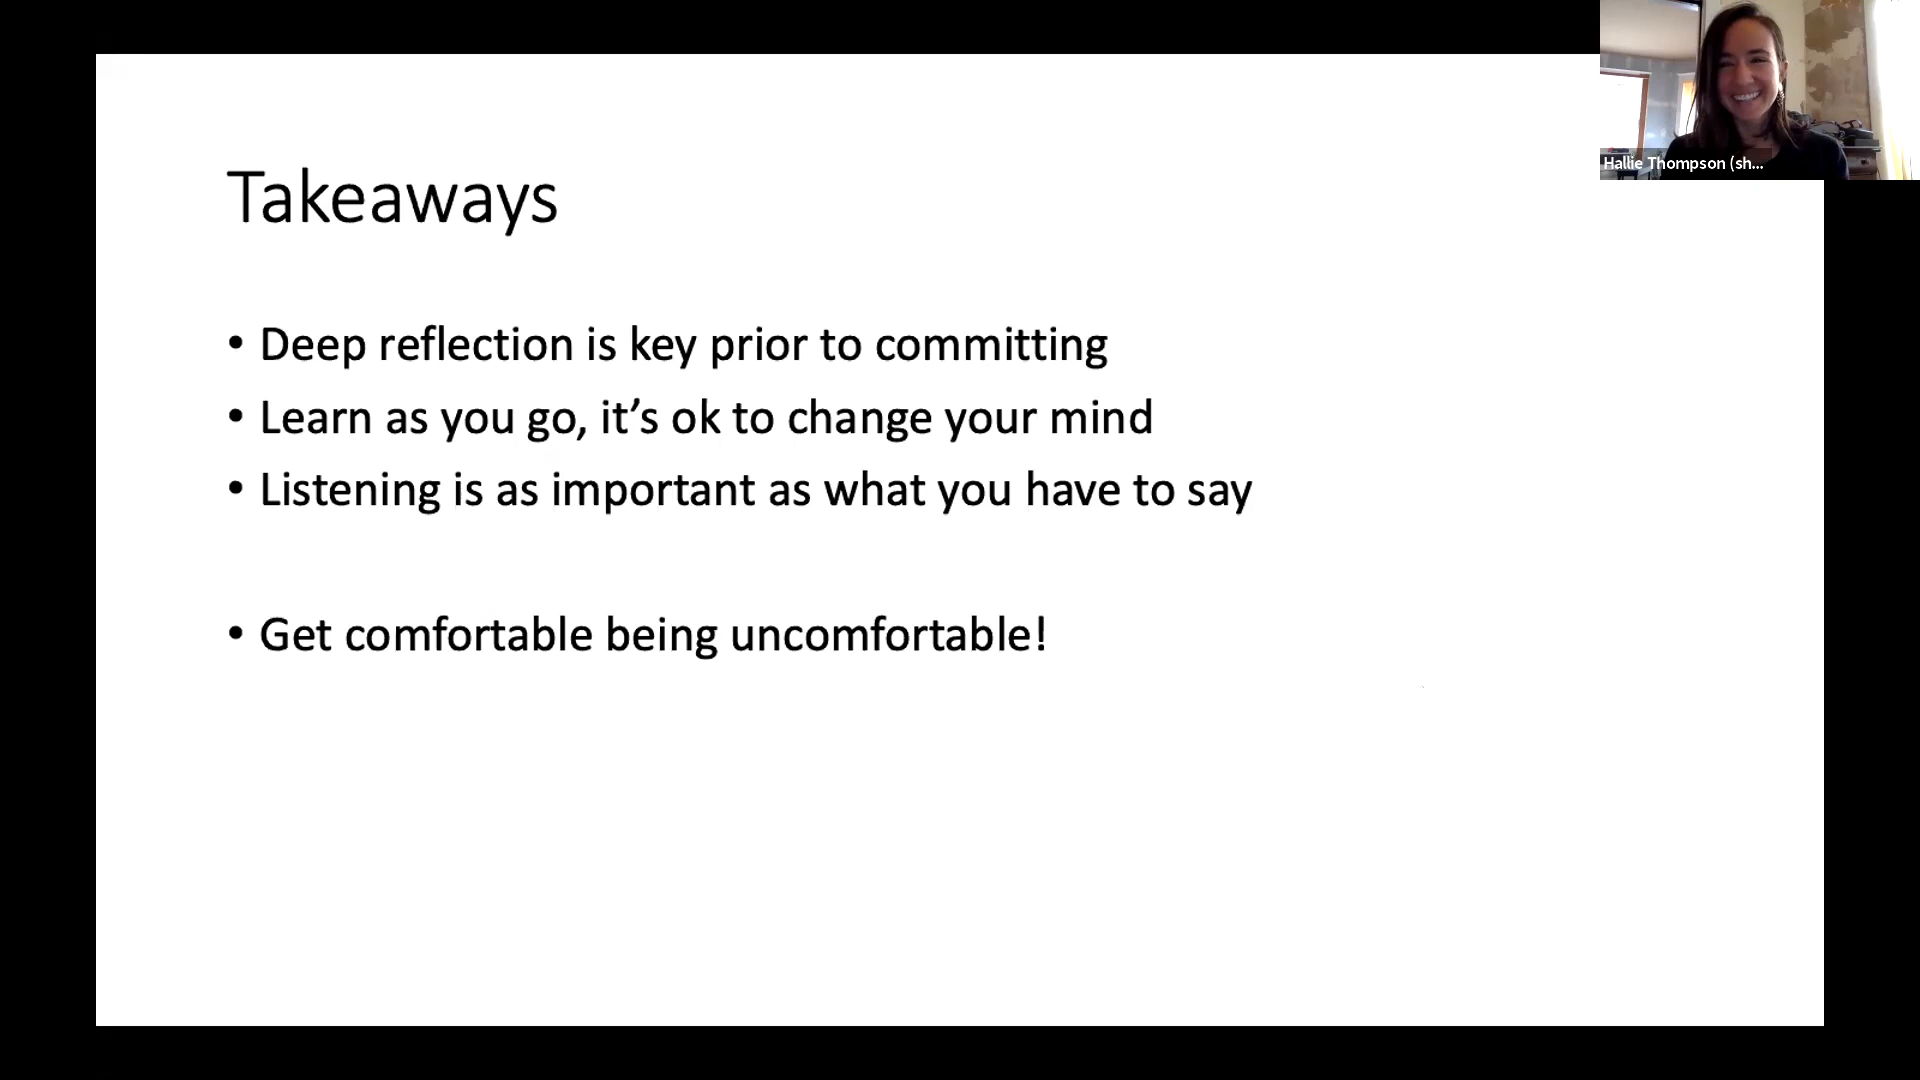 Hallie Thompson (sh...
Takeaways
• Deep reflection is key prior to committing
• Learn as you go, it’s ok to change your mind
• Listening is as important as what you have to say
• Get comfortable being uncomfortable!